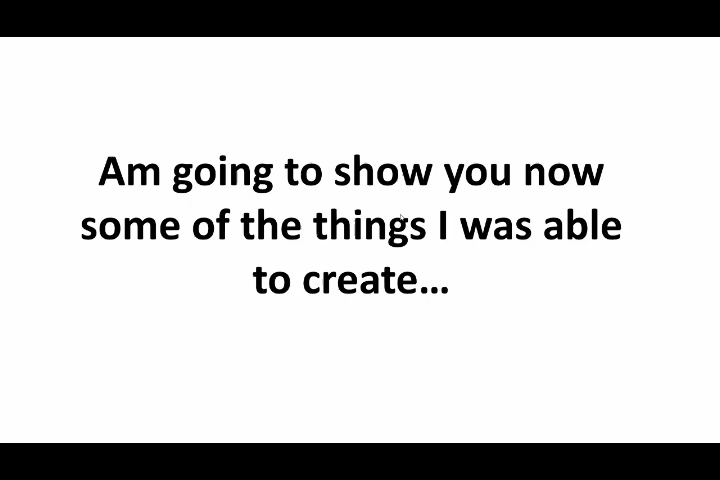 Am going to show you now
some of the things I was able
to create...